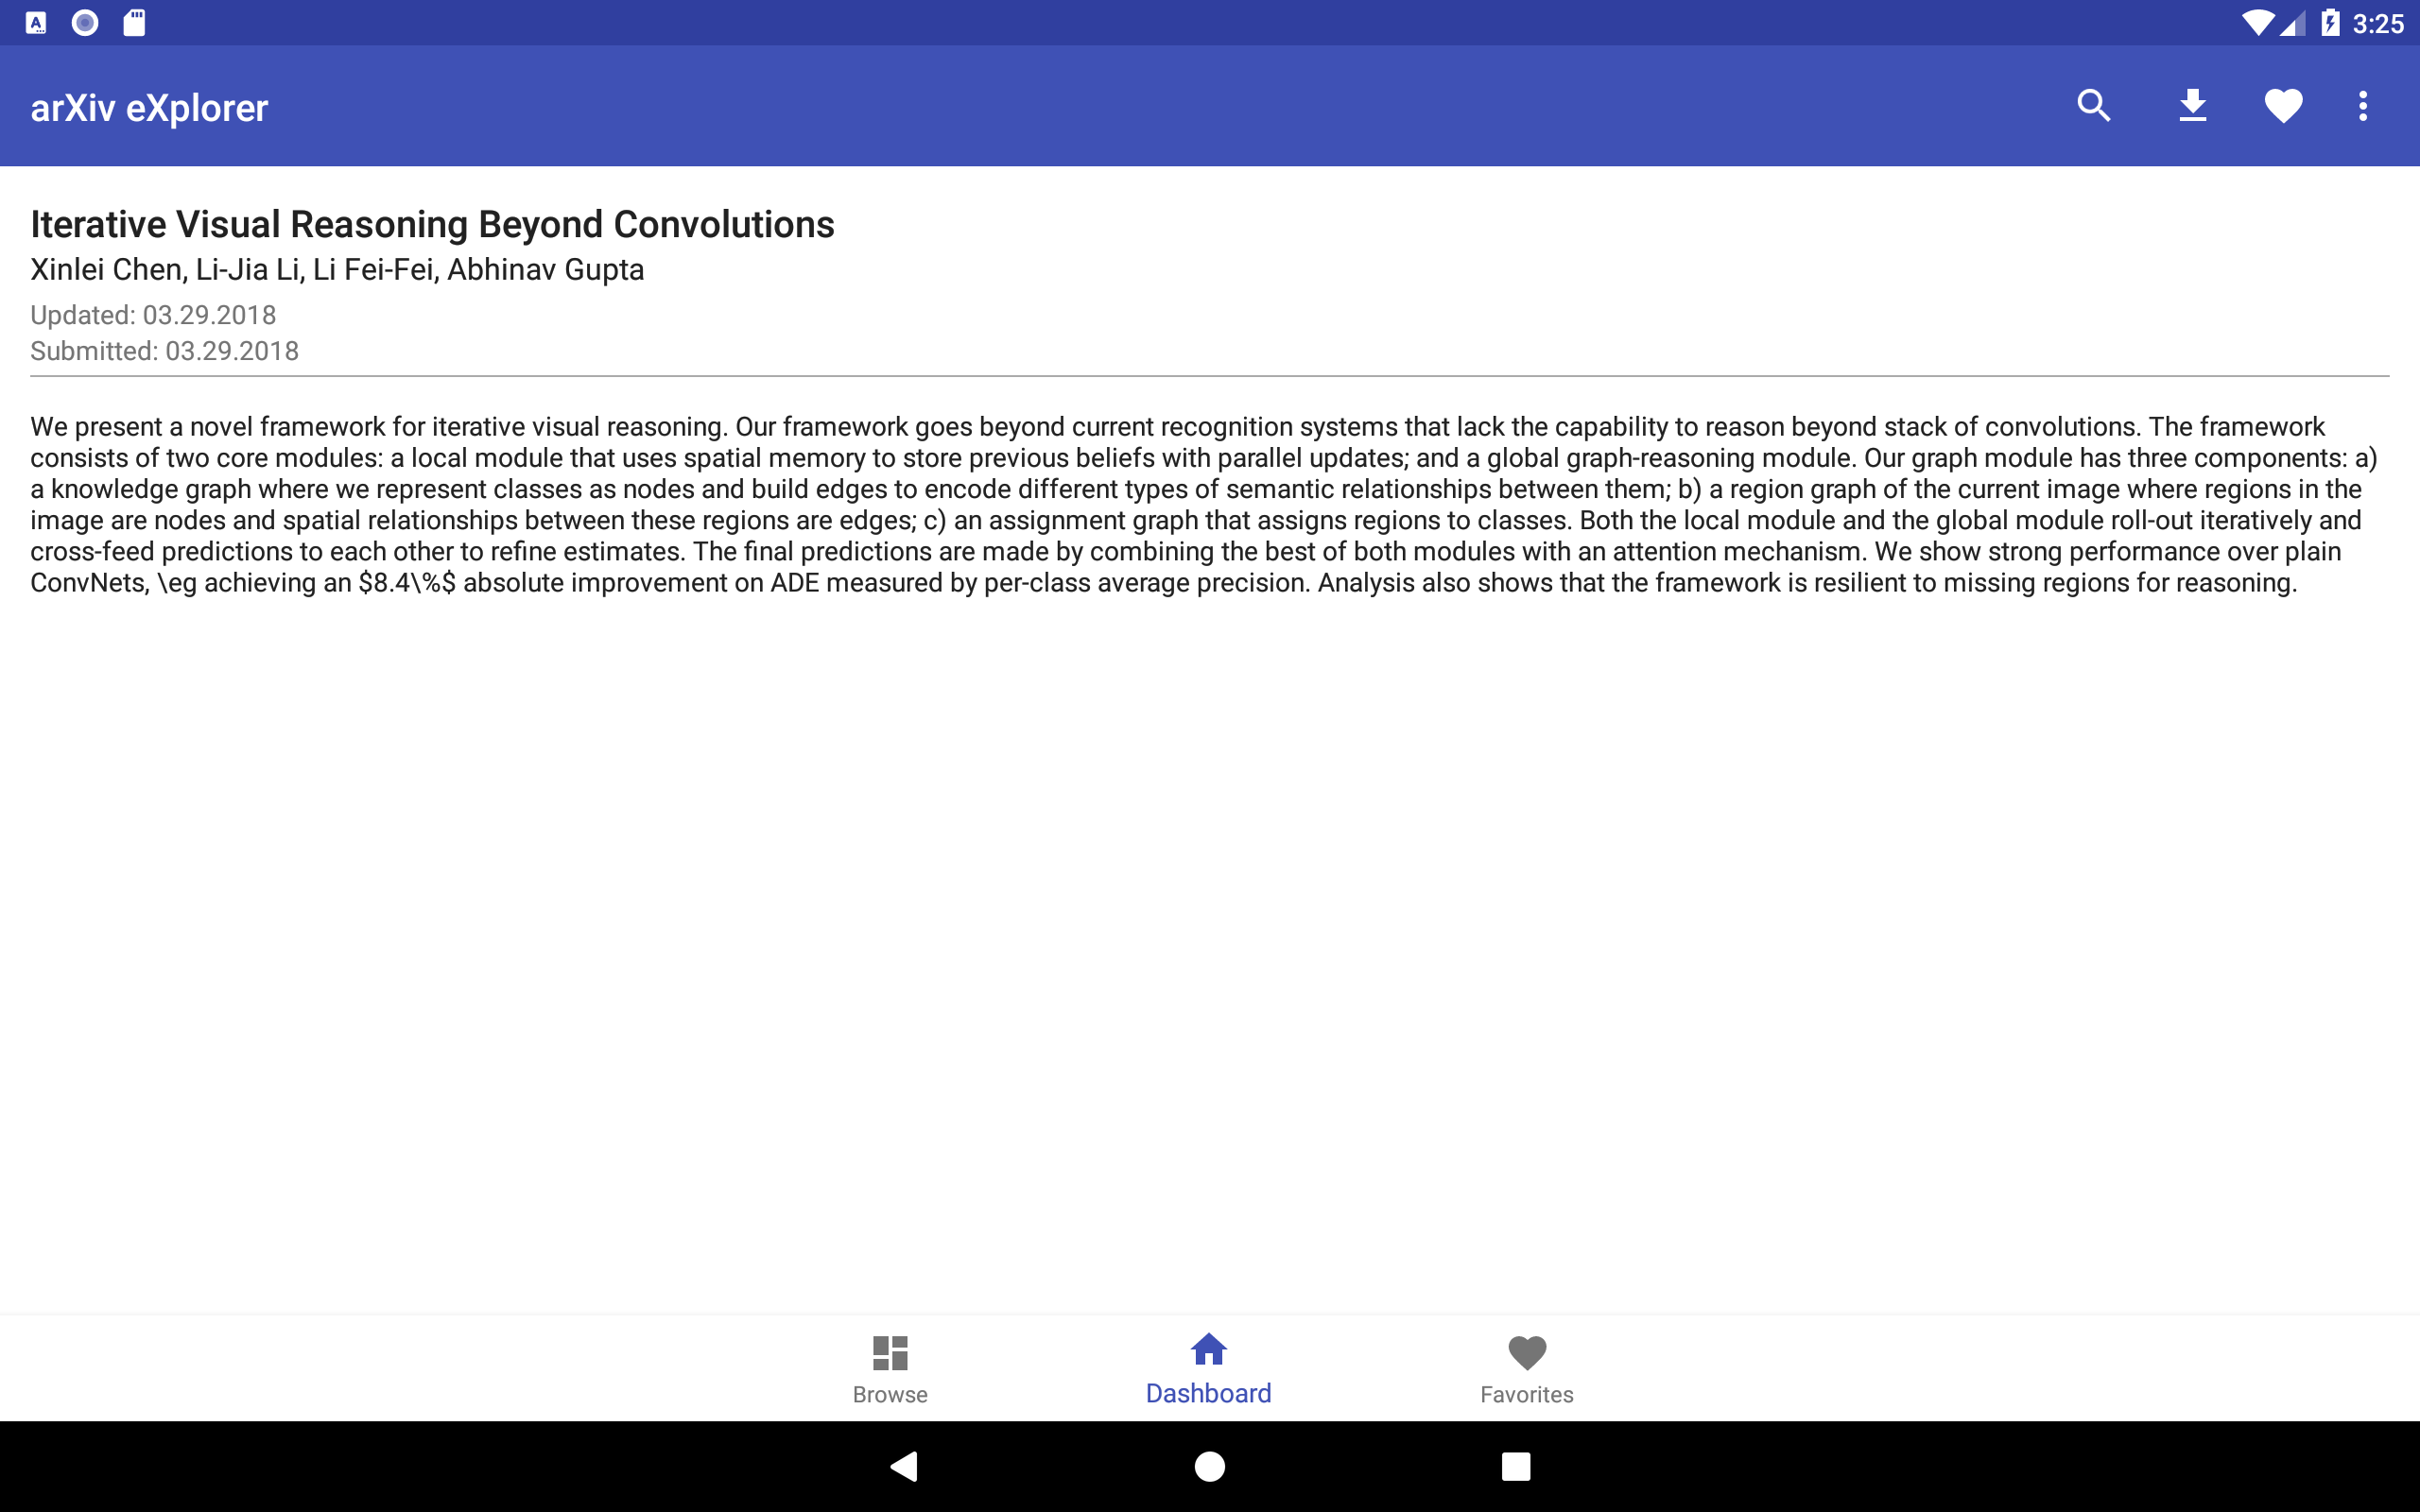 3:25
arXiv eXplorer
Iterative Visual Reasoning Beyond Convolutions
Xinlei Chen, Li-Jia Li, Li Fei-Fei, Abhinav Gupta
Updated: 03.29.2018
Submitted: 03.29.2018
We present a novel framework for iterative visual reasoning. Our framework goes beyond current recognition systems that lack the capability to reason beyond stack of convolutions. The framework
consists of two core modules: a local module that uses spatial memory to store previous beliefs with parallel updates; and a global graph-reasoning module. Our graph module has three components: a)
a knowledge graph where we represent classes as nodes and build edges to encode different types of semantic relationships between them; b) a region graph of the current image where regions in the
image are nodes and spatial relationships between these regions are edges; c) an assignment graph that assigns regions to classes. Both the local module and the global module roll-out iteratively and
cross-feed predictions to each other to refine estimates. The final predictions are made by combining the best of both modules with an attention mechanism. We show strong performance over plain
ConvNets, \eg achieving an $8.4\%$ absolute improvement on ADE measured by per-class average precision. Analysis also shows that the framework is resilient to missing regions for reasoning.
Browse
Dashboard
Favorites